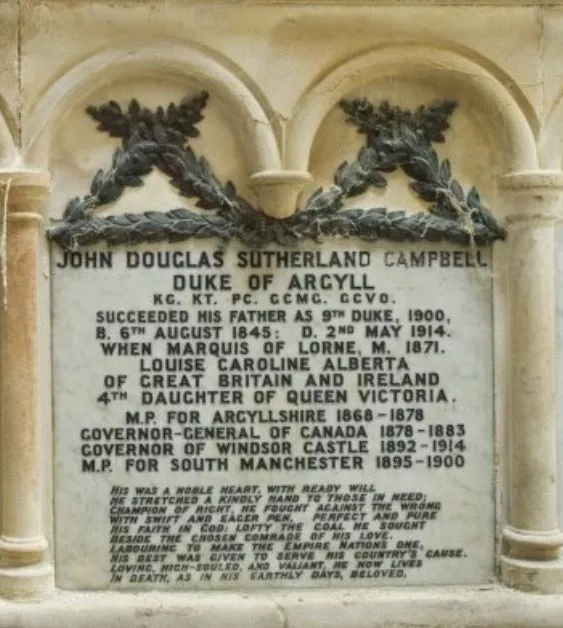 JOHN DOUGLAS SUTHERLAND CAMPBELL
DUKE OF ARGYLL
KG. KT. PC. GCMG. GCVO.
SUCCEEDED HIS FATHER AS 9TH DUKE, 1900,
B. 6TH AUGUST 1845: D. 2ND MAY 1914.
WHEN MARQUIS OF LORNE, M. 1871.
LOUISE CAROLINE ALBERTA
OF GREAT BRITAIN AND IRELAND
4TH DAUGHTER OF QUEEN VICTORIA.
M.P. FOR ARGYLLSHIRE 1868-1878
GOVERNOR-GENERAL OF CANADA 1878-1883
GOVERNOR OF WINDSOR CASTLE 1892-1914
M.P. FOR SOUTH MANCHESTER 1895-1900
HIS WAS A NOBLE HEART, WITH READY WILL
HE STRETCHED A KINDLY HAND TO THOSE IN NEED;
CHAMPION OF RIGHT, HE FOUGHT AGAINST THE WRONG
WITH SWIFT AND EAGER PEN. PERFECT AND PURE
HIS FAITH IN GOD: LOFTY THE GOAL HE SOUGHT
BESIDE THE CHOSEN COMRADE OF HIS LOVE.
LABOURING TO MAKE THE EMPIRE NATIONS ONE,
HIS BEST WAS GIVEN TO SERVE HIS COUNTRY'S CAUSE.
LOVING, HIGH-SOULED, AND VALIANT, HE NOW LIVES
IN DEATH, AS IN HIS EARTHLY DAYS, BELOVED.